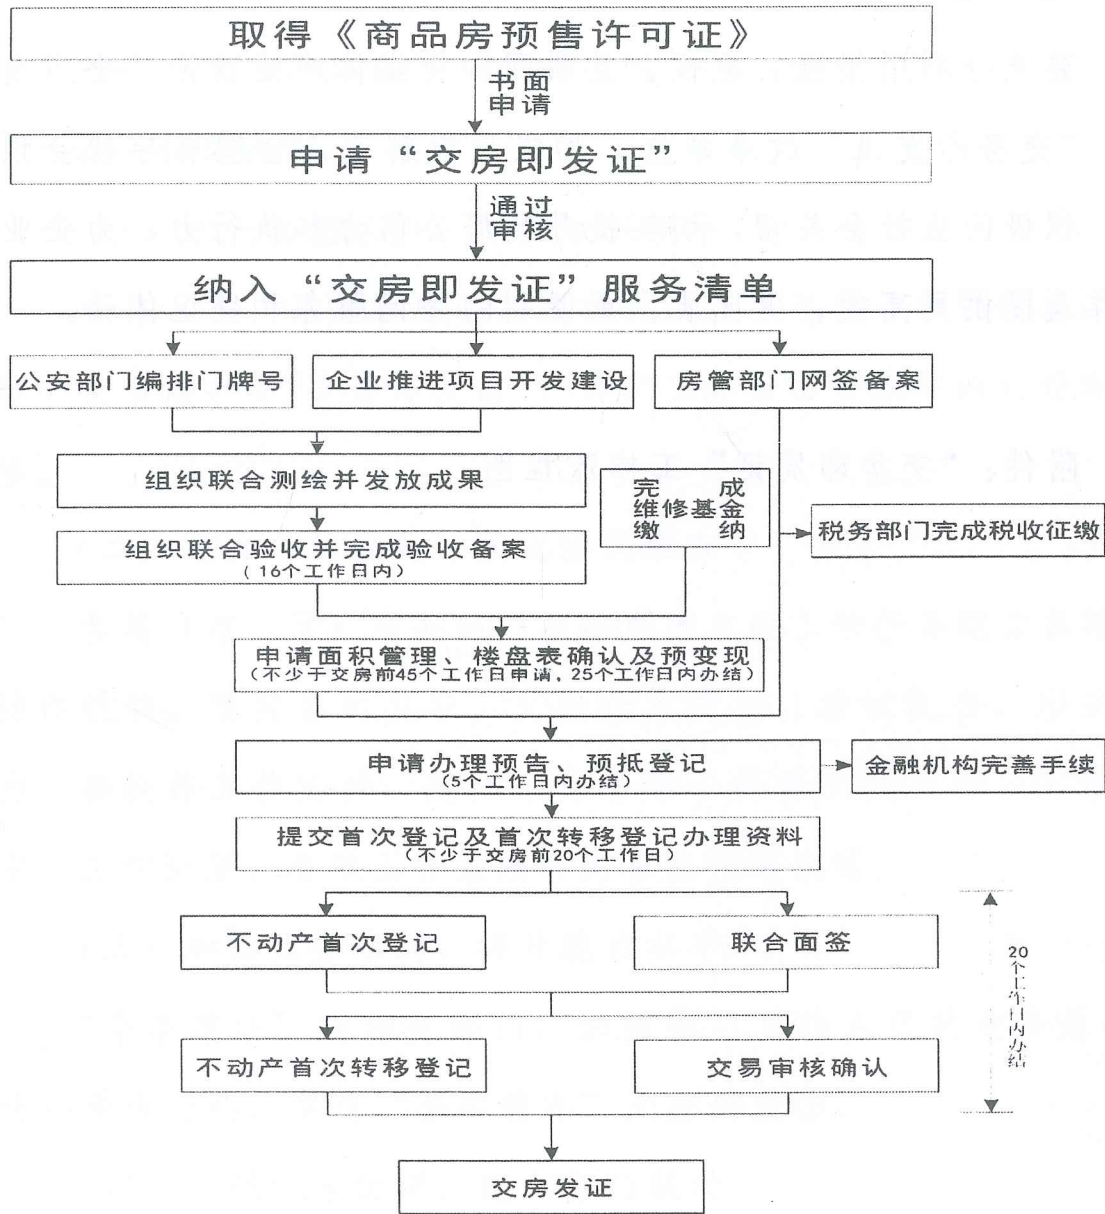 取得《商品房预售许可证》
书面
申请
申请“交房即发证”
通过
审核
纳入“交房即发证”服务清单
公安部门编排门牌号
企业推进项目开发建设
房管部门网签备案
组织联合测绘并发放成果
完成
维修基金
缴纳
税务部门完成税收征缴
组织联合验收并完成验收备案
(16个工作日内)
申请面积管理、楼盘表确认及预变现
(不少于交房前45个工作日申请,25个工作日内办结)
申请办理预告、预抵登记
(5个工作日内办结)
金融机构完善手续
提交首次登记及首次转移登记办理资料
(不少于交房前20个工作日)
不动产首次登记
联合面签
20个工作日内办结
不动产首次转移登记
交易审核确认
交房发证